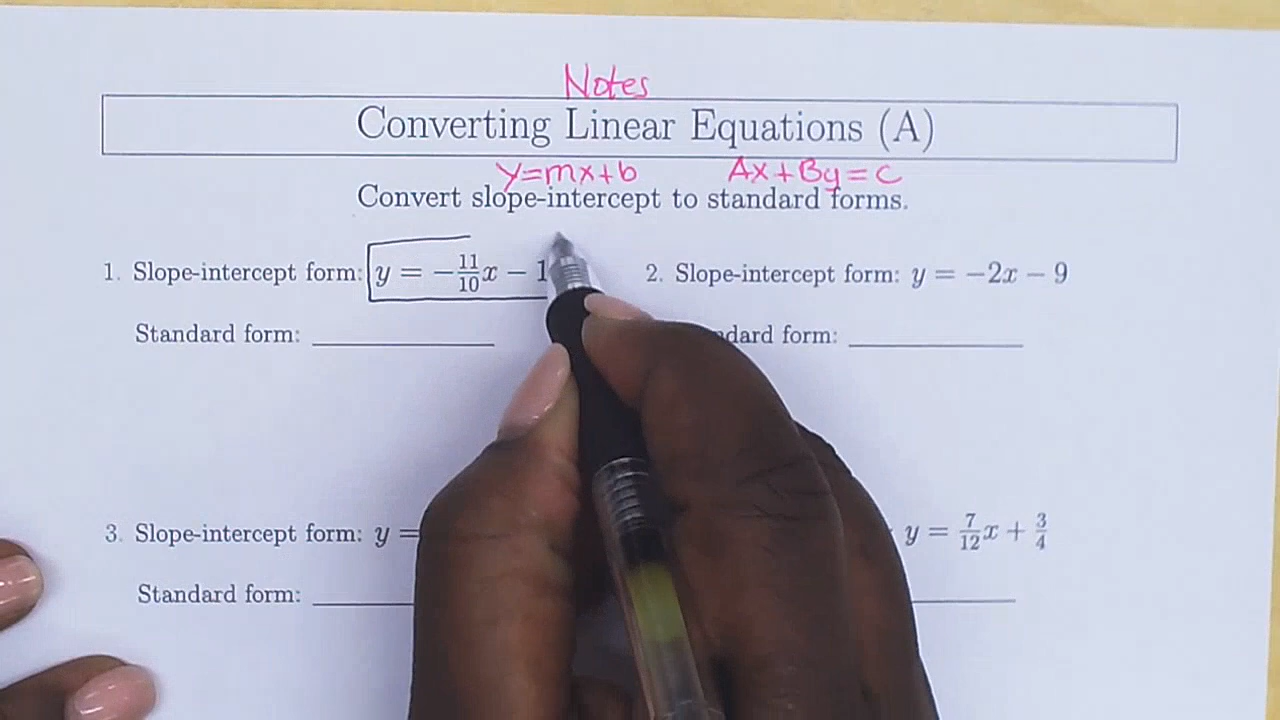 Notes
Converting Linear Equations (A)
y=mx+b Ax+By=C
Convert slope-intercept to standard forms.
1. Slope-intercept form: y = −11/10x − 1 2. Slope-intercept form: y = −2x − 9
Standard form: form:
3. Slope-intercept form: y = y = 7/12x + 3/4
Standard form: